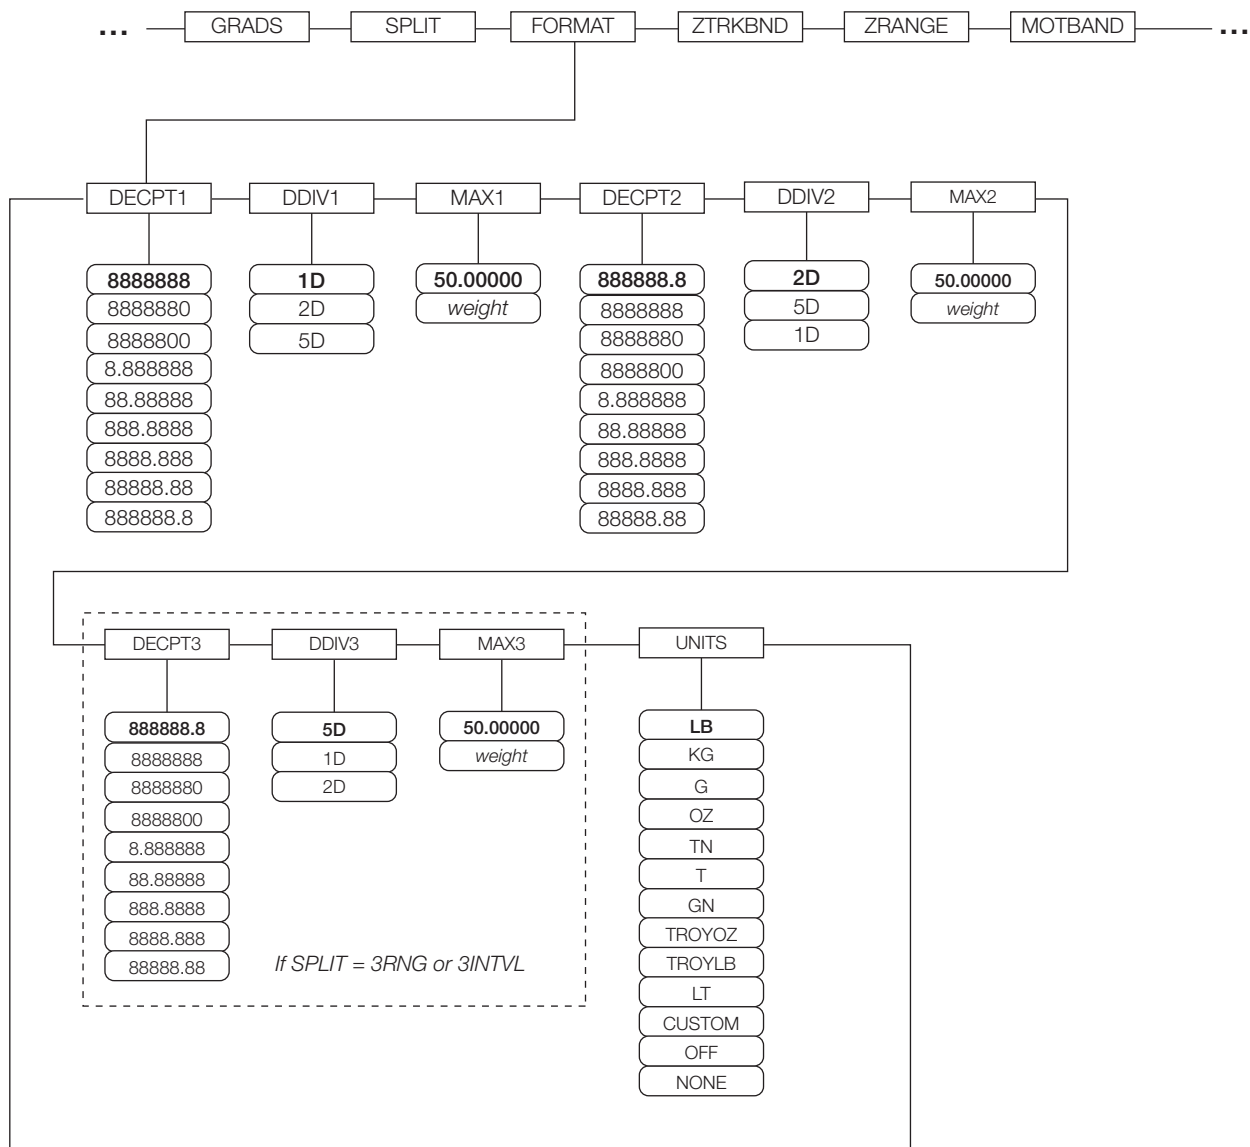 ... GRADS SPLIT FORMAT ZTRKBND ZRANGE MOTBAND ...
DECPT1 DDIV1 MAX1 DECPT2 DDIV2 MAX2
8888888 1D 50.00000 888888.8 2D 50.00000
8888880 2D weight 8888888 5D weight
8888800 5D 8888880 1D
8.888888 8888800
88.88888 8.888888
888.8888 88.88888
8888.888 888.8888
88888.88 8888.888
888888.8 88888.88
DECPT3 DDIV3 MAX3 UNITS
888888.8 5D 50.00000 LB
8888888 1D weight KG
8888880 2D G
8888800 OZ
8.888888 TN
88.88888 T
888.8888 GN
8888.888 TROYOZ
88888.88 If SPLIT = 3RNG or 3INTVL TROYLB
LT
CUSTOM
OFF
NONE